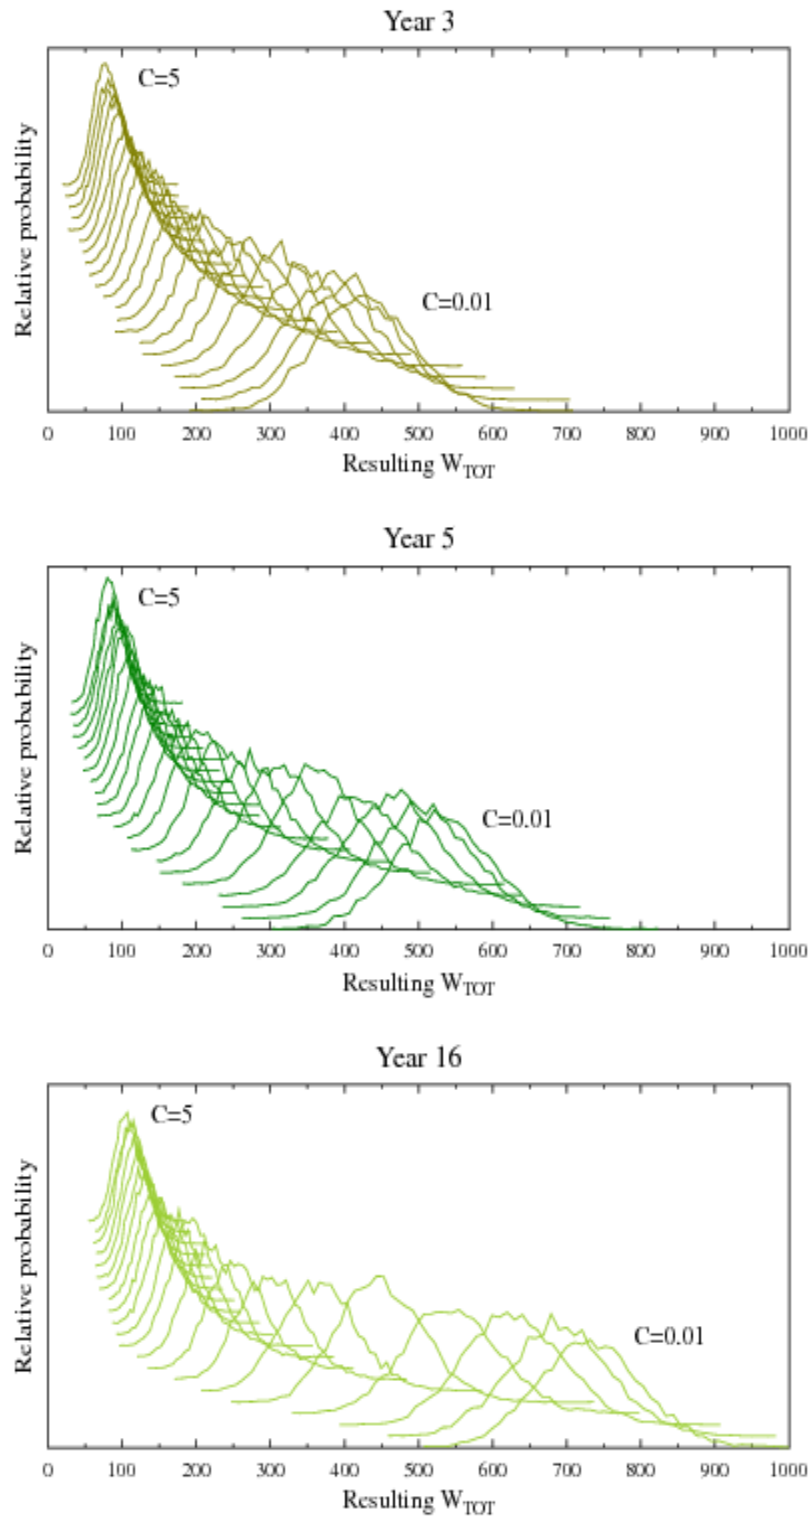 Year 3
C=5
Relative probability
C=0.01
0 100 200 300 400 500 600 700 800 900 1000
Resulting W_TOT
Year 5
C=5
Relative probability
C=0.01
0 100 200 300 400 500 600 700 800 900 1000
Resulting W_TOT
Year 16
C=5
Relative probability
C=0.01
0 100 200 300 400 500 600 700 800 900 1000
Resulting W_TOT